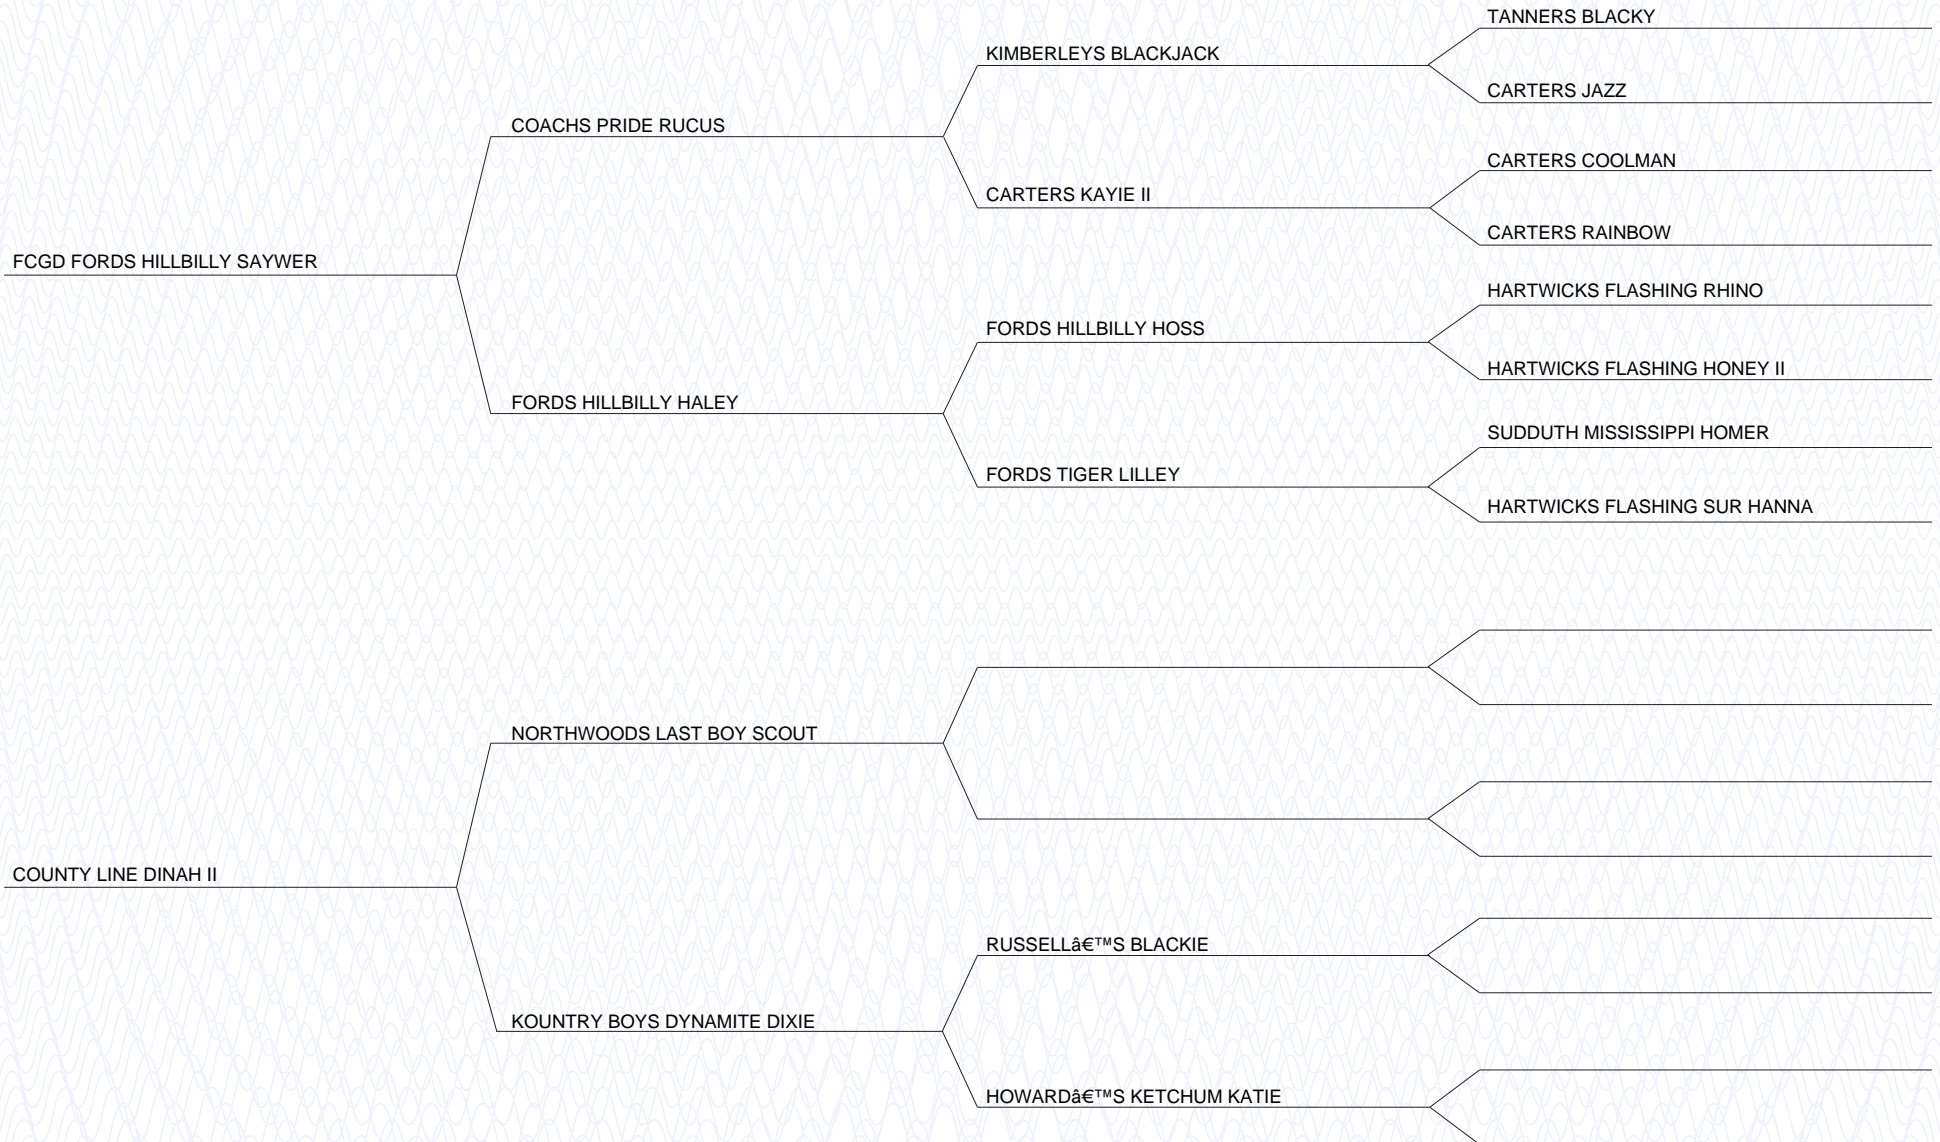 TANNERS BLACKY
KIMBERLEYS BLACKJACK
CARTERS JAZZ
COACHS PRIDE RUCUS
CARTERS COOLMAN
CARTERS KAYIE II
CARTERS RAINBOW
FCGD FORDS HILLBILLY SAYWER
HARTWICKS FLASHING RHINO
FORDS HILLBILLY HOSS
HARTWICKS FLASHING HONEY II
FORDS HILLBILLY HALEY
SUDDUTH MISSISSIPPI HOMER
FORDS TIGER LILLEY
HARTWICKS FLASHING SUR HANNA
NORTHWOODS LAST BOY SCOUT
COUNTY LINE DINAH II
RUSSELLâ€™S BLACKIE
KOUNTRY BOYS DYNAMITE DIXIE
HOWARDâ€™S KETCHUM KATIE